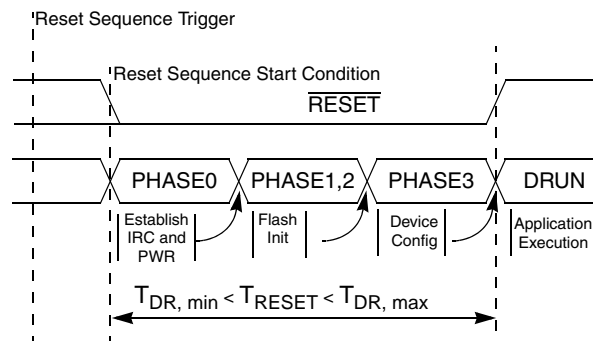 Reset Sequence Trigger
Reset Sequence Start Condition
RESET
PHASE0 PHASE1,2 PHASE3 DRUN
Establish
IRC and
PWR
Flash
Init
Device
Config
Application
Execution
TDR, min < TRESET < TDR, max